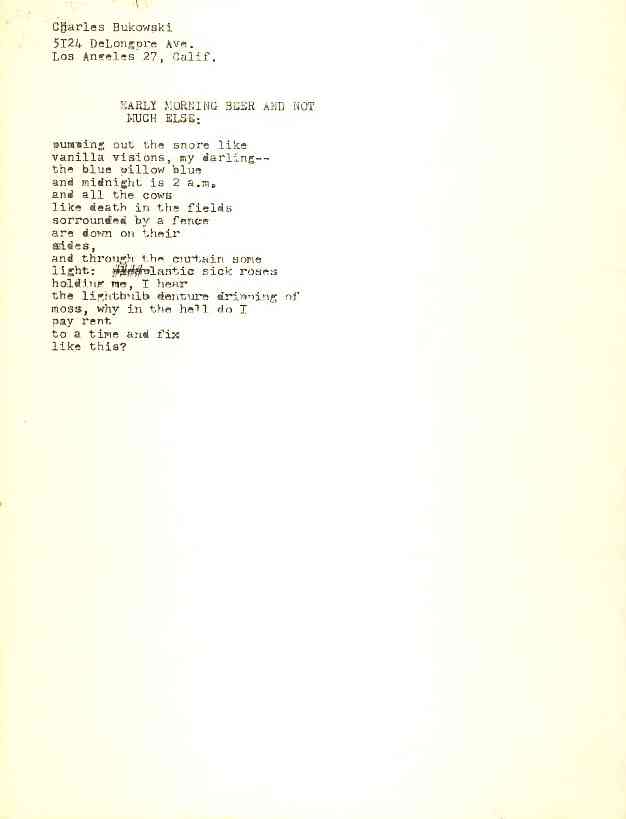 Charles Bukowski
5124 DeLongpre Ave.
Los Angeles 27, Calif.
EARLY MORNING BEER AND NOT
MUCH ELSE:
pumping out the snore like
vanilla visions, my darling--
the blue willow blue
and midnight is 2 a.m.
and all the cows
like death in the fields
sorrounded by a fence
are down on their
sides,
and through the curtain some
light: plastic sick roses
holding me, I hear
the lightbulb denture dripping of
moss, why in the hell do I
pay rent
to a time and fix
like this?